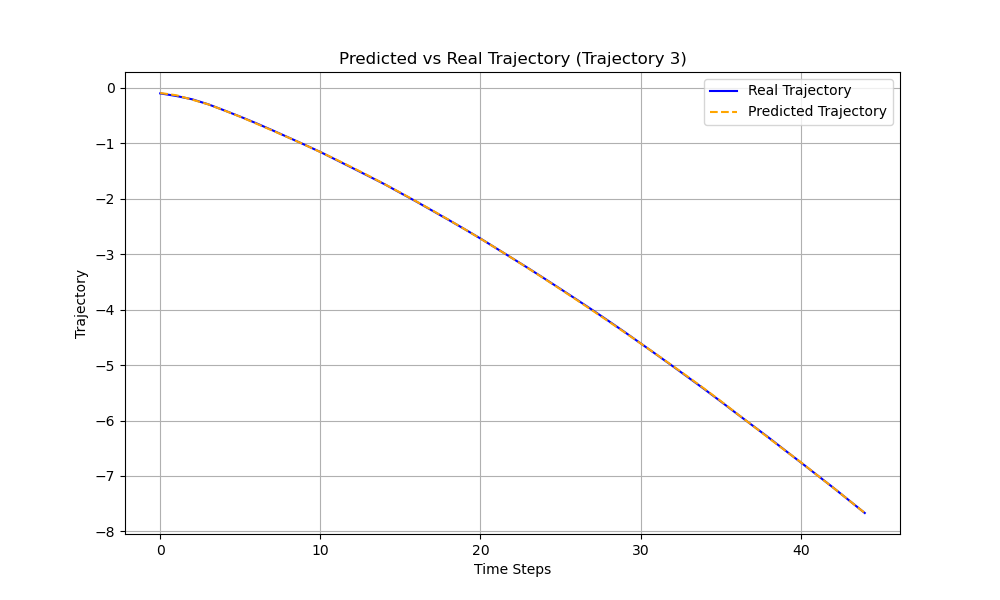 Predicted vs Real Trajectory (Trajectory 3)
Real Trajectory
Predicted Trajectory
0
−1
−2
−3
−4
−5
−6
−7
−8
Trajectory
0 10 20 30 40
Time Steps